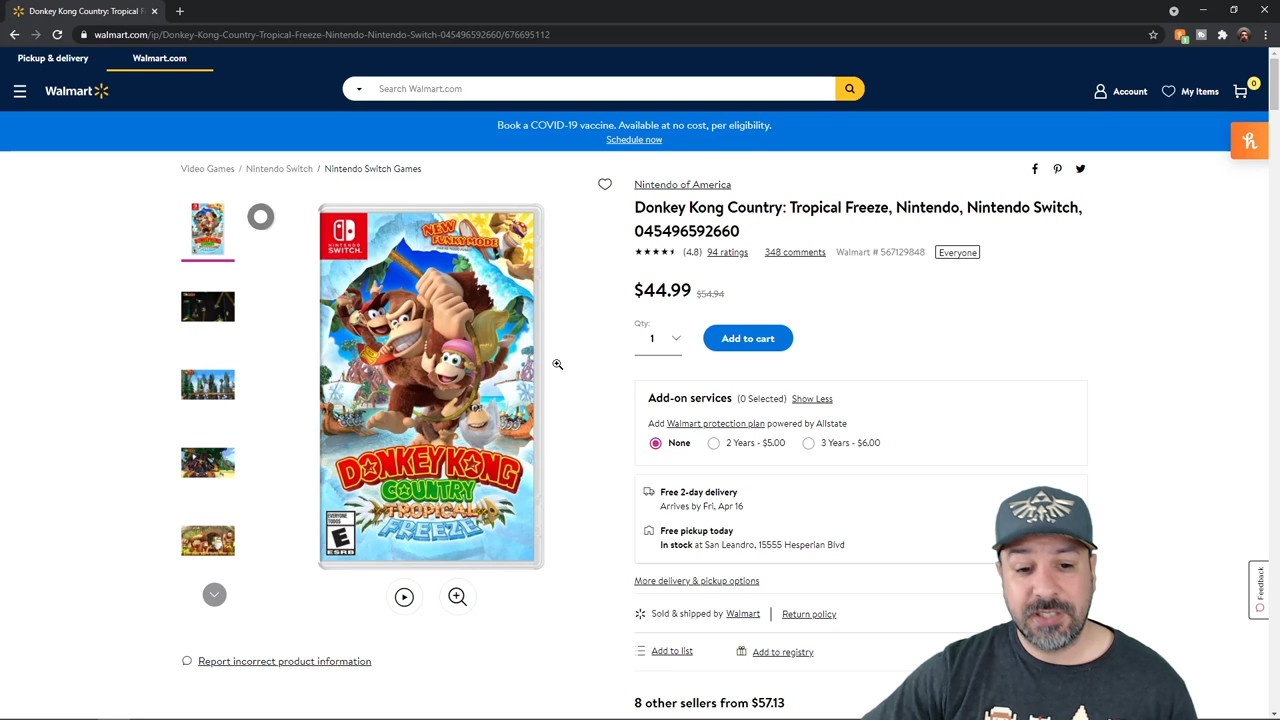 Donkey Kong Country: Tropical F
walmart.com/ip/Donkey-Kong-Country-Tropical-Freeze-Nintendo-Nintendo-Switch-045496592660/676695112
Pickup & delivery
Walmart.com
Walmart
Search Walmart.com
Account
My Items
0
Book a COVID-19 vaccine. Available at no cost, per eligibility.
Schedule now
Video Games / Nintendo Switch / Nintendo Switch Games
Nintendo of America
Donkey Kong Country: Tropical Freeze, Nintendo, Nintendo Switch,
045496592660
(4.8) 94 ratings 348 comments Walmart # 567129848 Everyone
$44.99 $54.94
Qty:
1
Add to cart
Add-on services (0 Selected) Show Less
Add Walmart protection plan powered by Allstate
None 2 Years - $5.00 3 Years - $6.00
Free 2-day delivery
Arrives by Fri, Apr 16
Free pickup today
In stock at San Leandro, 15555 Hesperian Blvd
More delivery & pickup options
Sold & shipped by Walmart | Return policy
Add to list
Add to registry
8 other sellers from $57.13
NINTENDO
SWITCH
NEW
FUNKY MODE
DONKEY KONG
COUNTRY
TROPICAL
FREEZE
EVERYONE
TODOS
E
ESRB
Report incorrect product information
Feedback
h